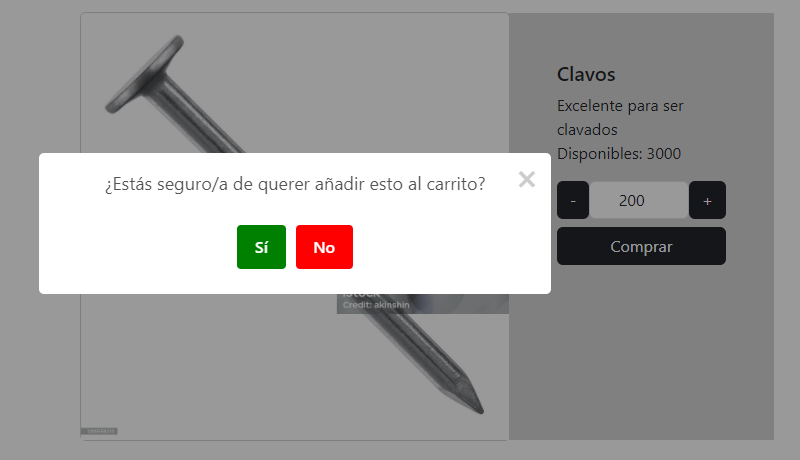 Clavos
Excelente para ser
clavados
Disponibles: 3000
¿Estás seguro/a de querer añadir esto al carrito?
×
- 200 +
Sí No
Comprar
Credit: akinshin